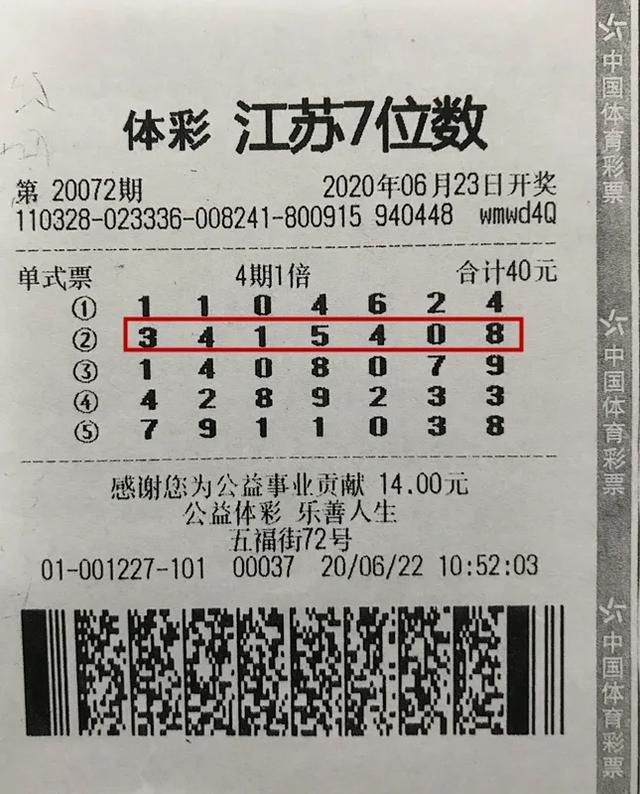 体彩 江苏7位数
第 20072期 2020年06月23日开奖
110328-023336-008241-800915 940448 wmwd4Q
单式票 4期1倍 合计40元
① 1 1 0 4 6 2 4
② 3 4 1 5 4 0 8
③ 1 4 0 8 0 7 9
④ 4 2 8 9 2 3 3
⑤ 7 9 1 1 0 3 8
感谢您为公益事业贡献 14.00元
公益体彩 乐善人生
五福街72号
01-001227-101 00037 20/06/22 10:52:03
中国体育彩票
中国体育彩票
中国体育彩票